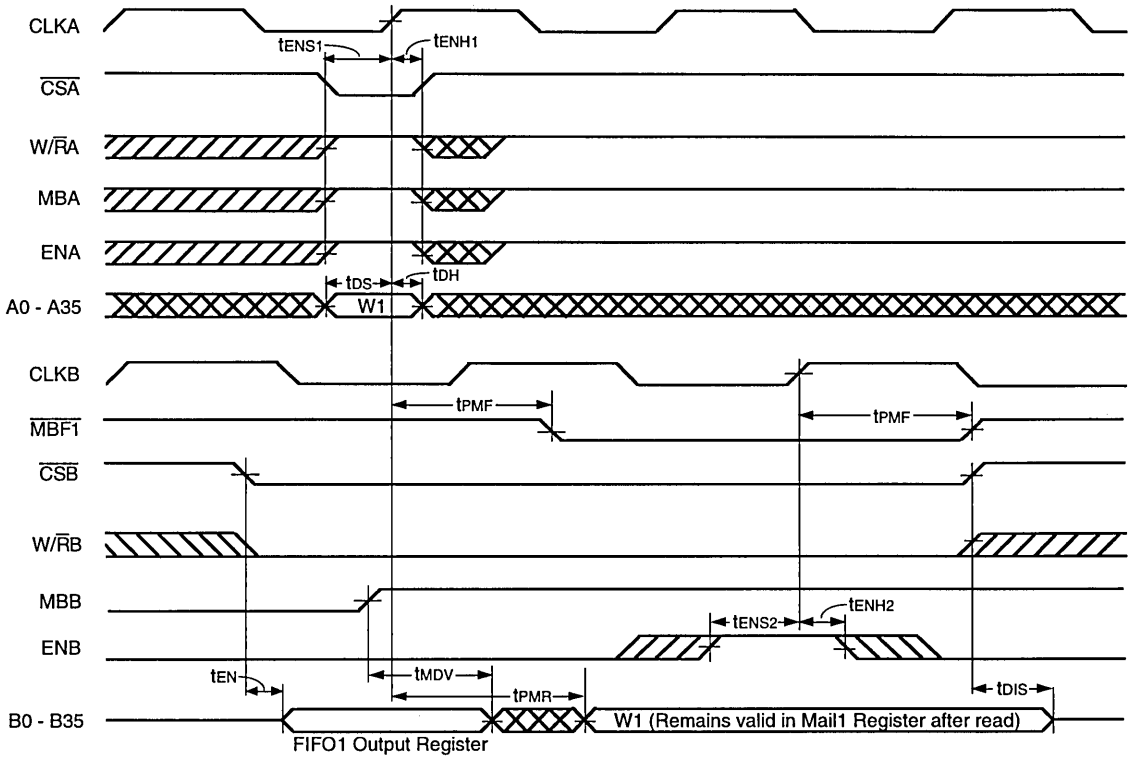 CLKA
tENS1
tENH1
CSA
W/RA
MBA
ENA
tDS
tDH
A0 - A35
W1
CLKB
tPMF
tPMF
MBF1
CSB
W/RB
MBB
tENS2
tENH2
ENB
tEN
tMDV
tPMR
tDIS
B0 - B35
W1 (Remains valid in Mail1 Register after read)
FIFO1 Output Register